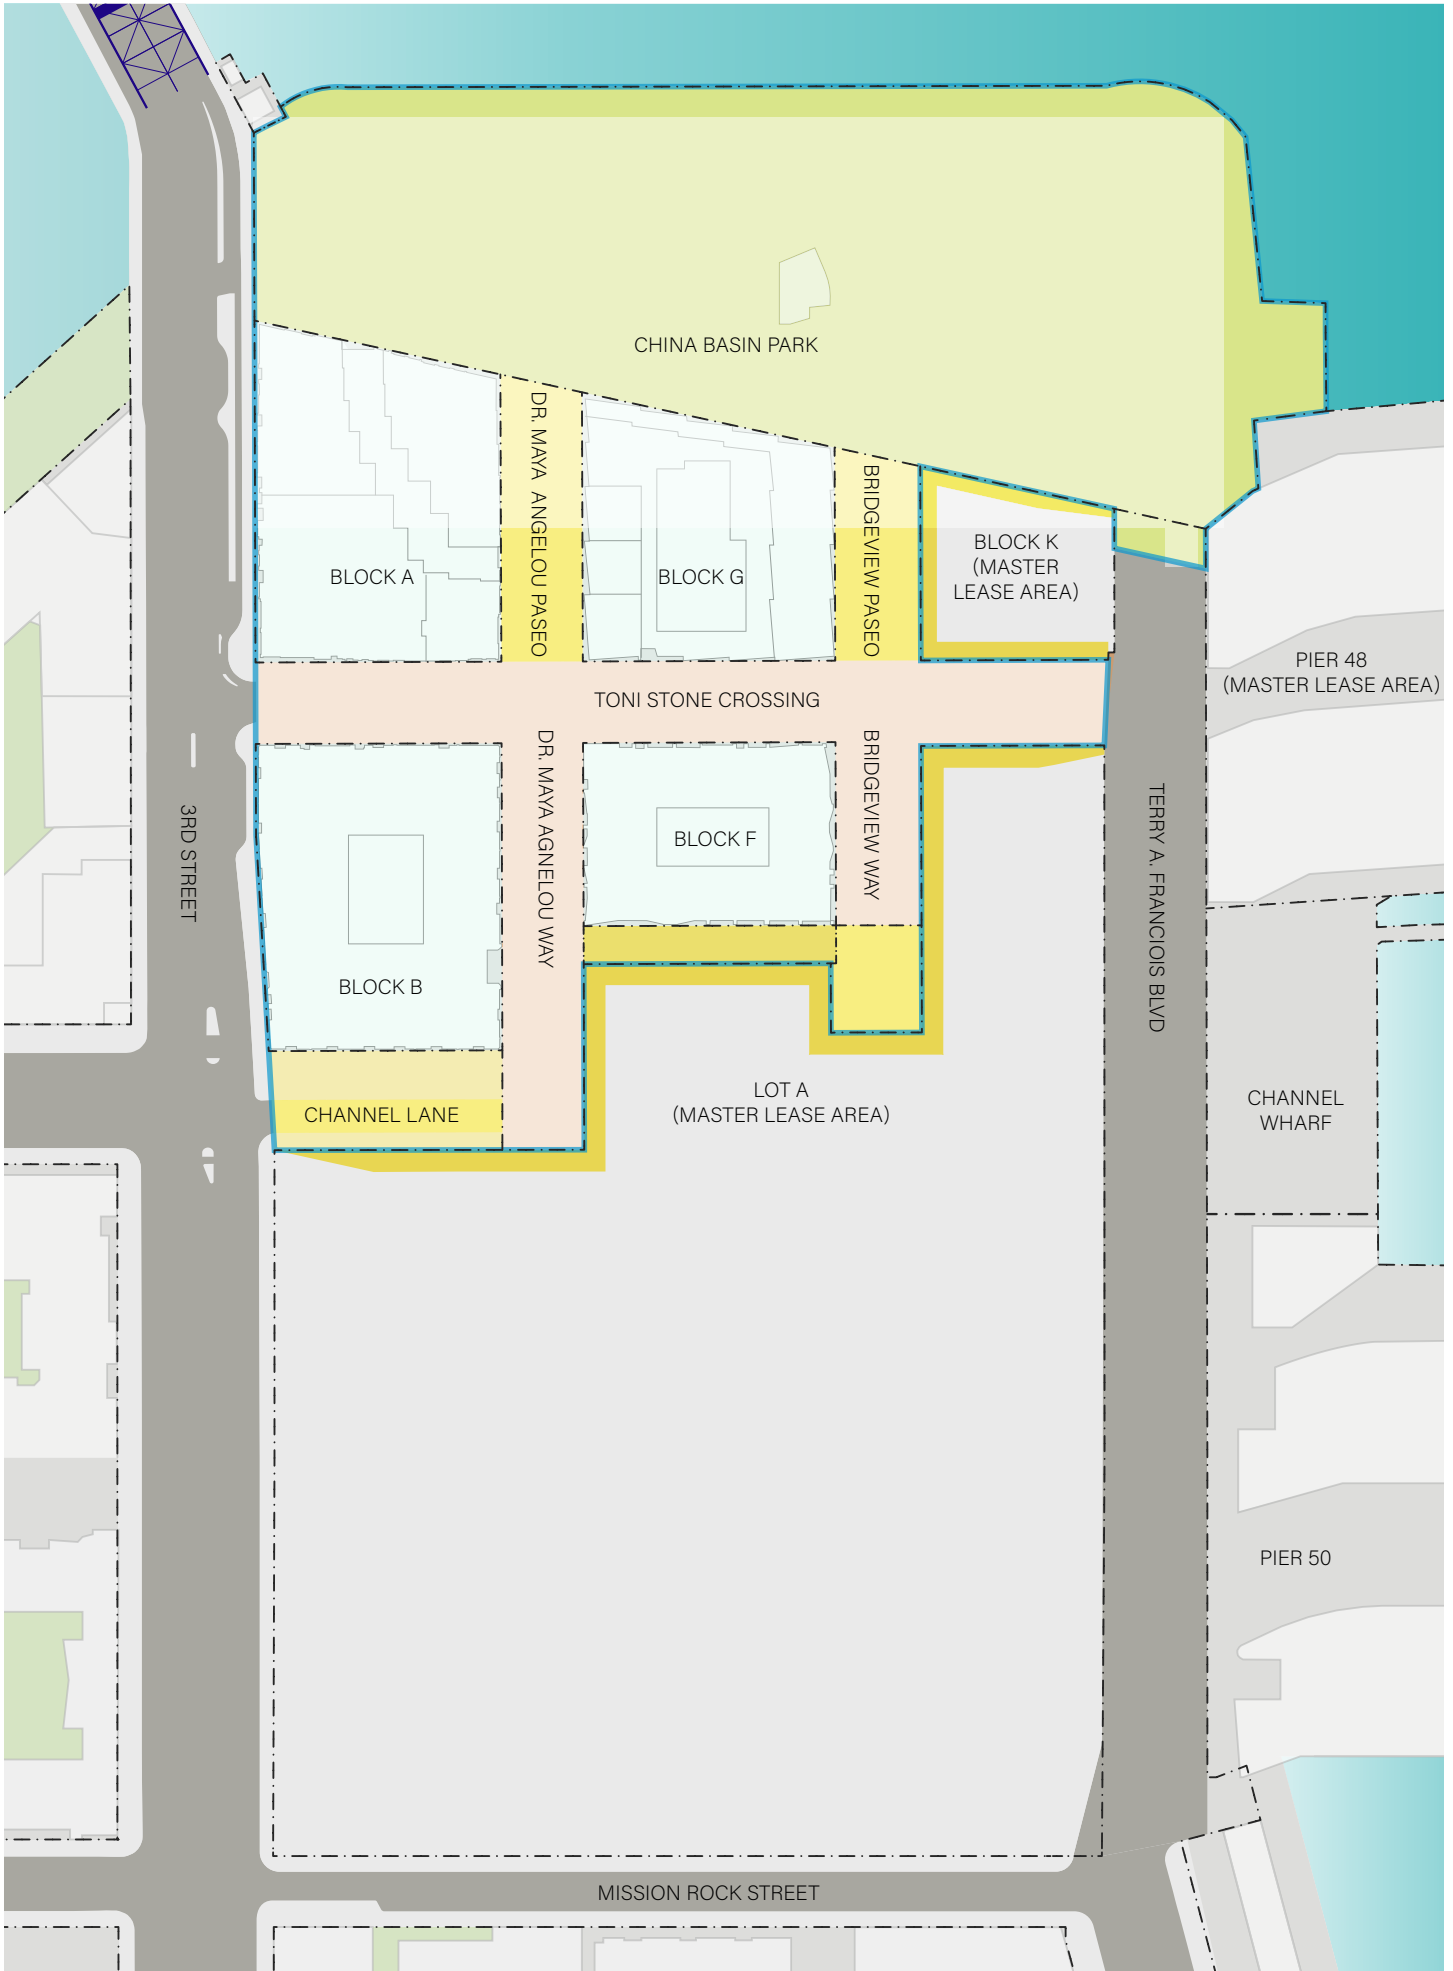 CHINA BASIN PARK
DR. MAYA ANGELOU PASEO
BRIDGEVIEW PASEO
BLOCK A
BLOCK G
BLOCK K
(MASTER
LEASE AREA)
PIER 48
(MASTER LEASE AREA)
TONI STONE CROSSING
3RD STREET
DR. MAYA AGNELOU WAY
BRIDGEVIEW WAY
TERRY A. FRANCIOIS BLVD
BLOCK F
BLOCK B
CHANNEL LANE
LOT A
(MASTER LEASE AREA)
CHANNEL
WHARF
PIER 50
MISSION ROCK STREET